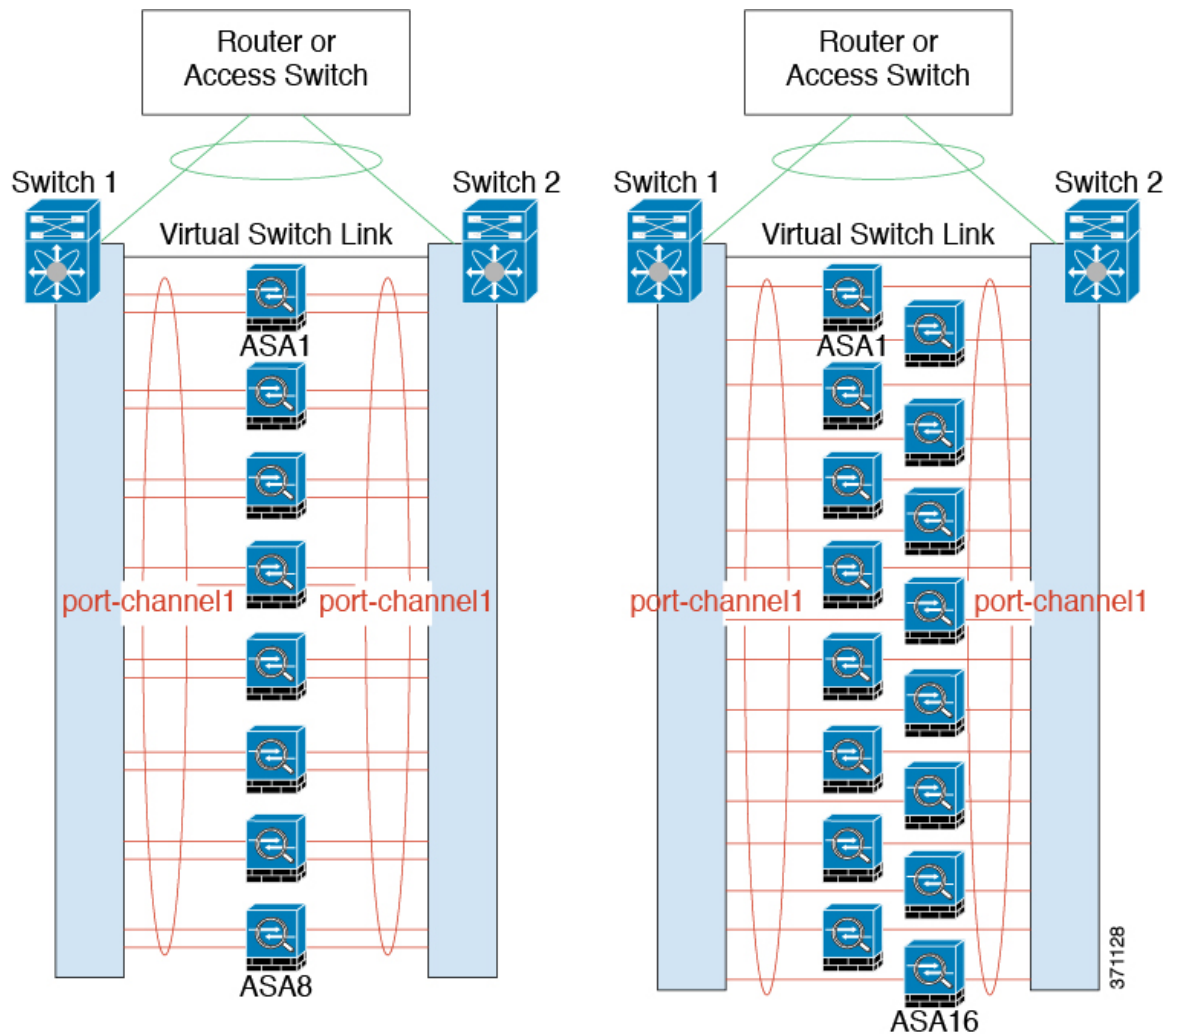 Router or
Access Switch
Switch 1
Switch 2
Virtual Switch Link
ASA1
port-channel1
port-channel1
ASA8
Router or
Access Switch
Switch 1
Switch 2
Virtual Switch Link
ASA1
port-channel1
port-channel1
ASA16
371128